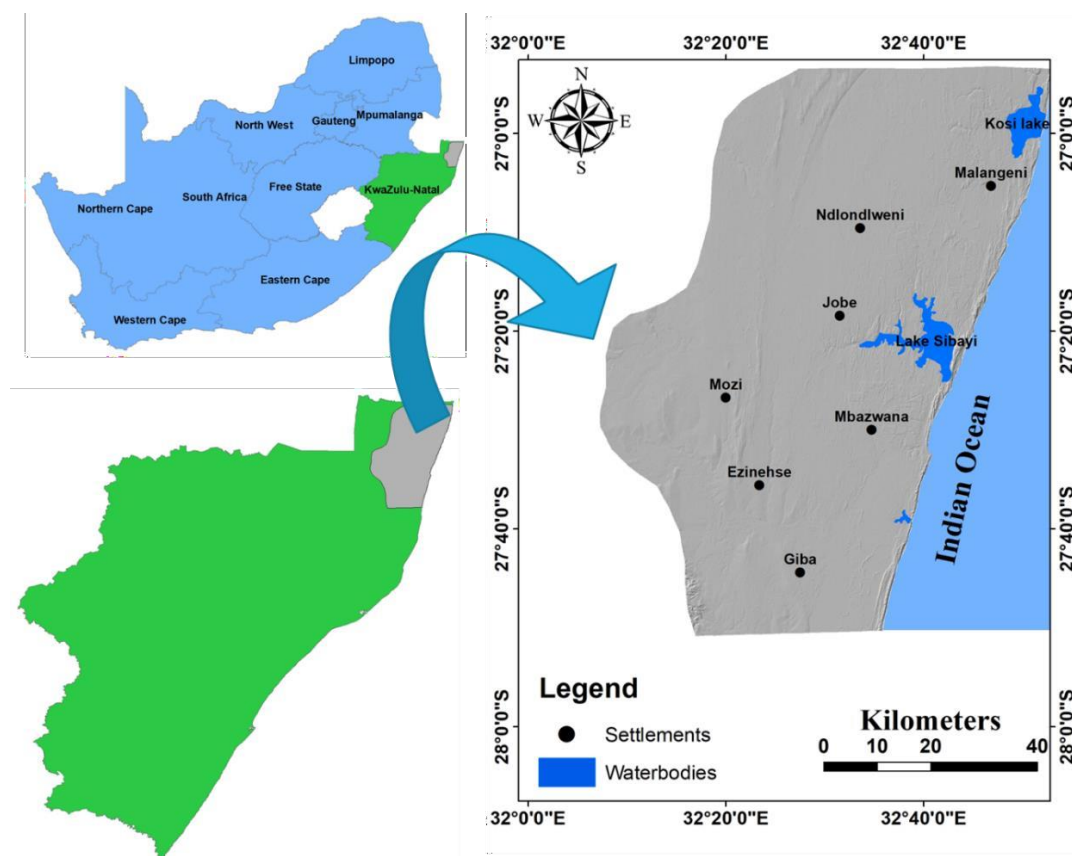 Limpopo
North West
Gauteng
Mpumalanga
Free State
KwaZulu-Natal
South Africa
Northern Cape
Eastern Cape
Western Cape
32°0'0"E
32°20'0"E
32°40'0"E
N
W
E
S
27°0'0"S
27°0'0"S
Kosi lake
Malangeni
Ndlondlweni
Jobe
27°20'0"S
27°20'0"S
Lake Sibayi
Mozi
Mbazwana
Ezinehse
Indian Ocean
27°40'0"S
27°40'0"S
Giba
Legend
Settlements
Waterbodies
Kilometers
0 10 20 40
28°0'0"S
28°0'0"S
32°0'0"E
32°20'0"E
32°40'0"E